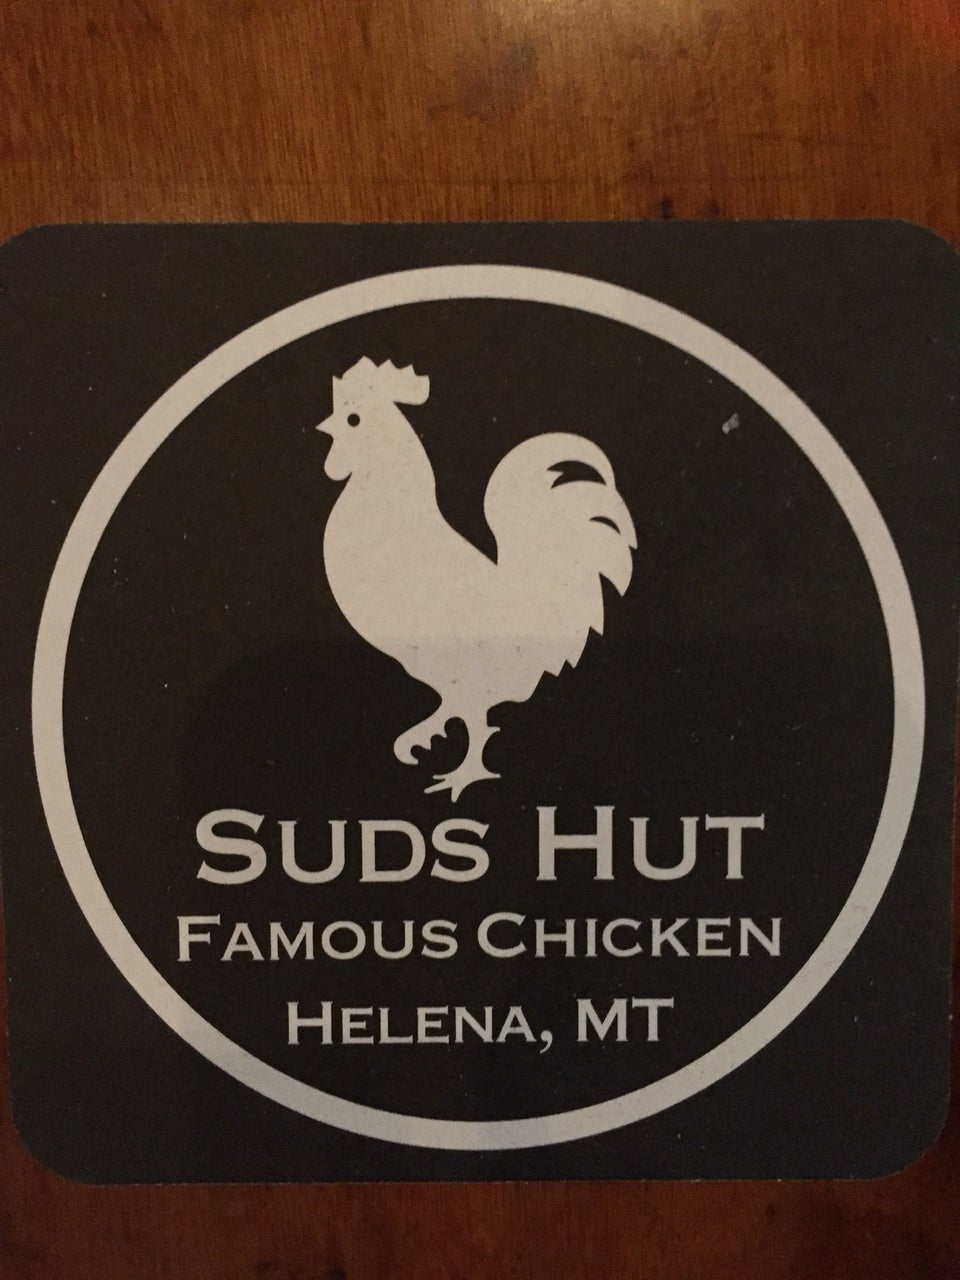 SUDS HUT
FAMOUS CHICKEN
HELENA, MT